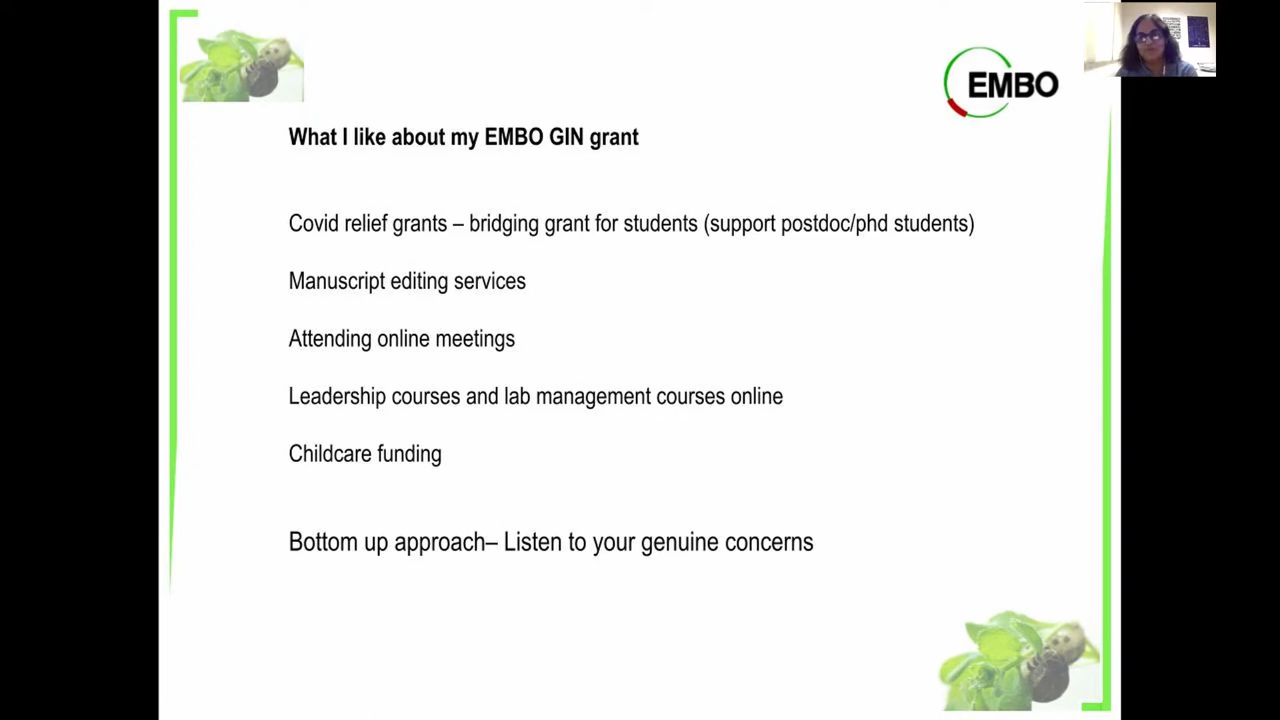 EMBO
What I like about my EMBO GIN grant
Covid relief grants – bridging grant for students (support postdoc/phd students)
Manuscript editing services
Attending online meetings
Leadership courses and lab management courses online
Childcare funding
Bottom up approach– Listen to your genuine concerns